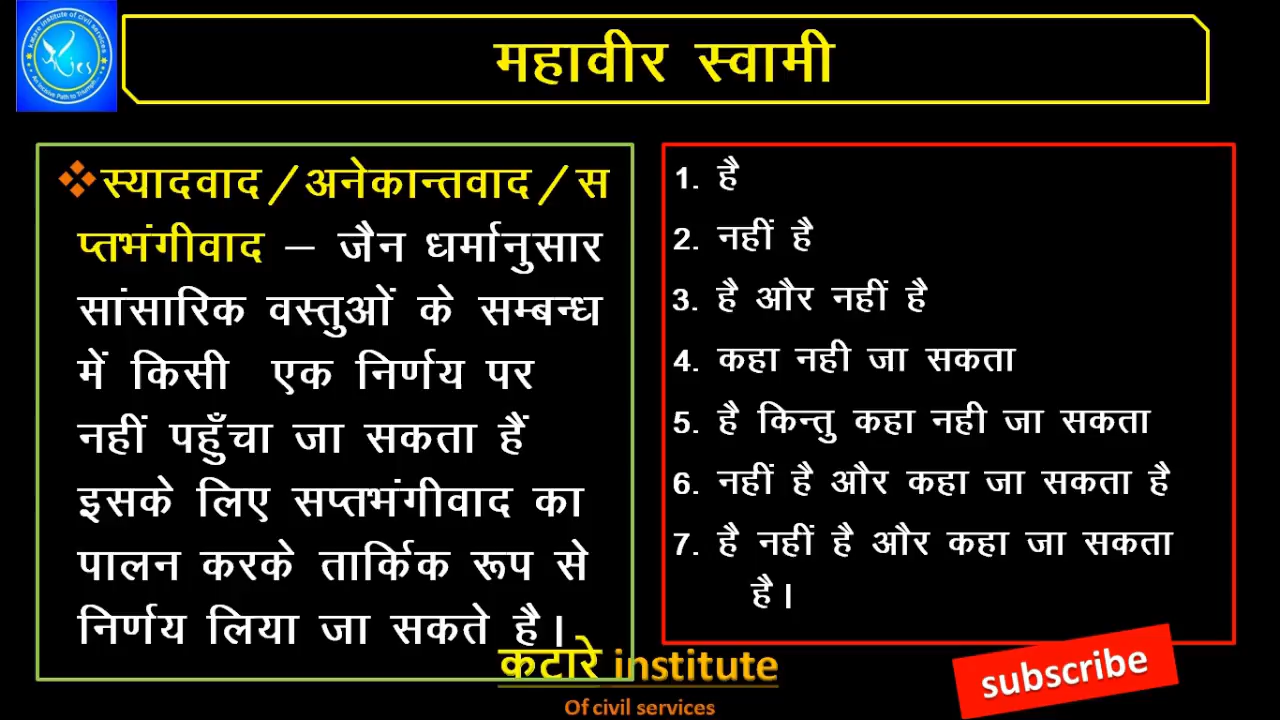 महावीर स्वामी
स्यादवाद/अनेकान्तवाद/स
प्तभंगीवाद – जैन धर्मानुसार
सांसारिक वस्तुओं के सम्बन्ध
में किसी एक निर्णय पर
नहीं पहुँचा जा सकता हैं
इसके लिए सप्तभंगीवाद का
पालन करके तार्किक रूप से
निर्णय लिया जा सकते है।
1. है
2. नहीं है
3. है और नहीं है
4. कहा नही जा सकता
5. है किन्तु कहा नही जा सकता
6. नहीं है और कहा जा सकता है
7. है नहीं है और कहा जा सकता
है।
कटारे institute
Of civil services
subscribe